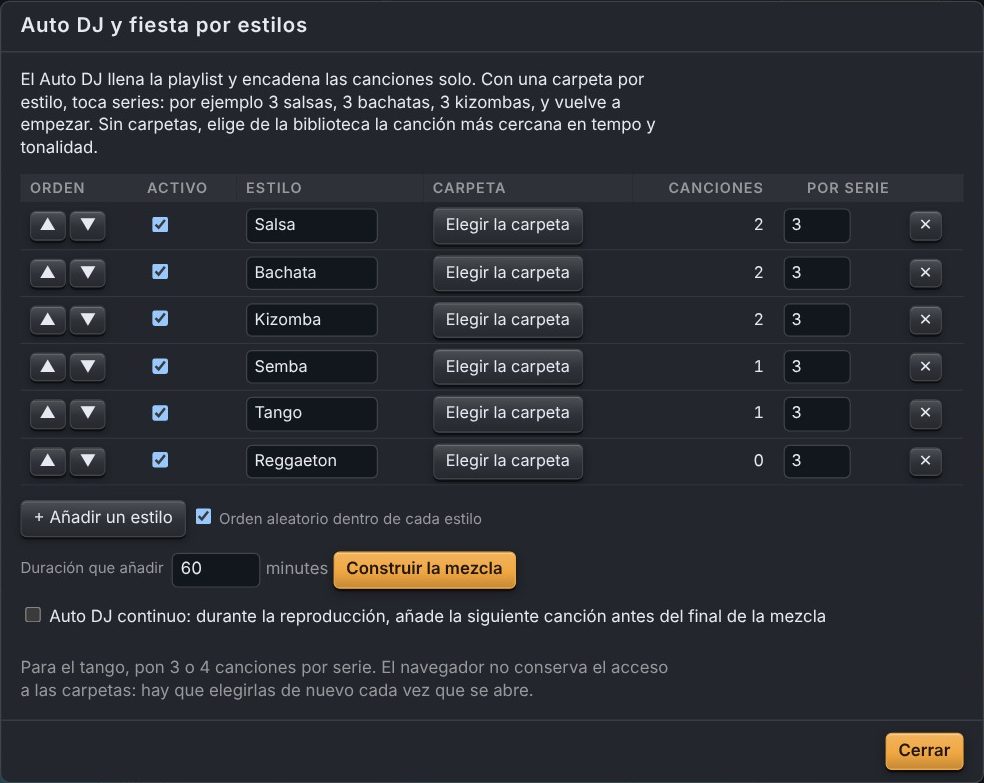 Auto DJ y fiesta por estilos
El Auto DJ llena la playlist y encadena las canciones solo. Con una carpeta por
estilo, toca series: por ejemplo 3 salsas, 3 bachatas, 3 kizombas, y vuelve a
empezar. Sin carpetas, elige de la biblioteca la canción más cercana en tempo y
tonalidad.
ORDEN ACTIVO ESTILO CARPETA CANCIONES POR SERIE
▲ ▼ Salsa Elegir la carpeta 2 3 ×
▲ ▼ Bachata Elegir la carpeta 2 3 ×
▲ ▼ Kizomba Elegir la carpeta 2 3 ×
▲ ▼ Semba Elegir la carpeta 1 3 ×
▲ ▼ Tango Elegir la carpeta 1 3 ×
▲ ▼ Reggaeton Elegir la carpeta 0 3 ×
+ Añadir un estilo Orden aleatorio dentro de cada estilo
Duración que añadir 60 minutes Construir la mezcla
Auto DJ continuo: durante la reproducción, añade la siguiente canción antes del final de la mezcla
Para el tango, pon 3 o 4 canciones por serie. El navegador no conserva el acceso
a las carpetas: hay que elegirlas de nuevo cada vez que se abre.
Cerrar